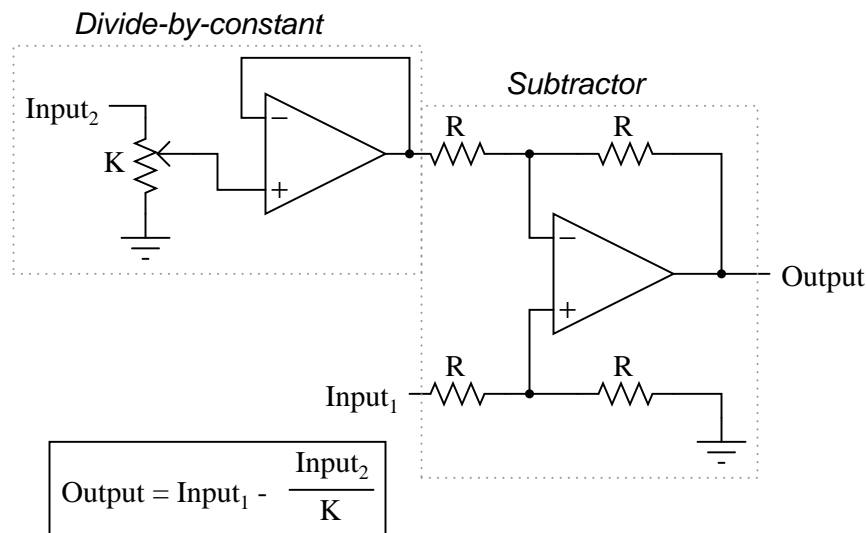 Divide-by-constant
Subtractor
Input₂
K
−
+
R
R
−
+
Output
R
R
Input₁
Output = Input₁ - Input₂
K